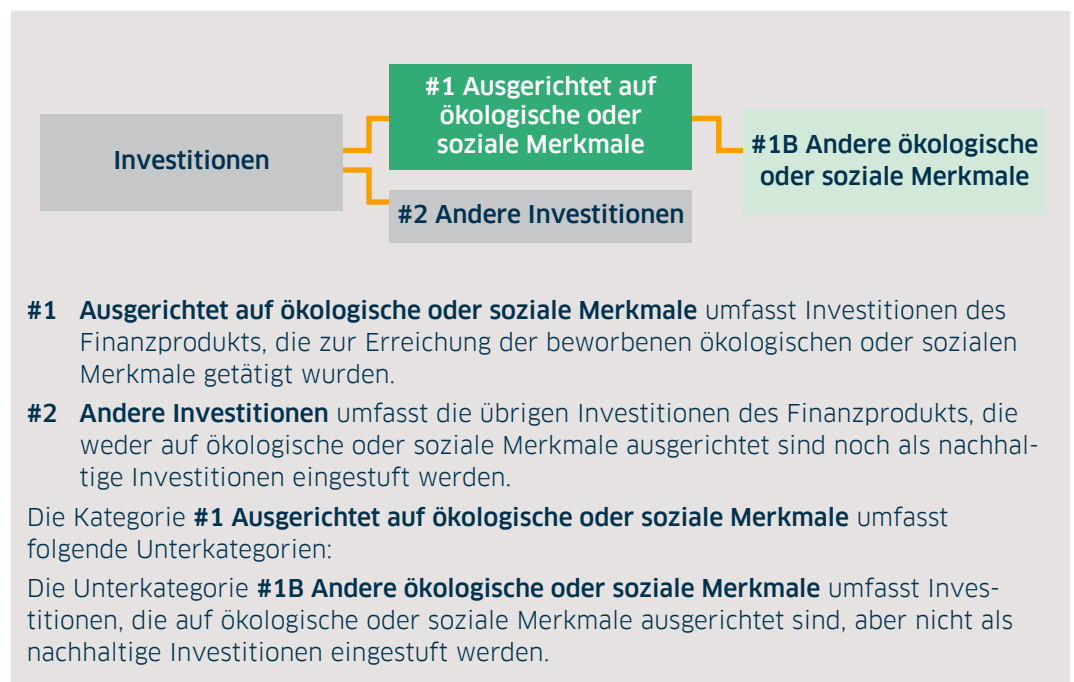 #1 Ausgerichtet auf
ökologische oder
soziale Merkmale
Investitionen
#1B Andere ökologische
oder soziale Merkmale
#2 Andere Investitionen
#1 Ausgerichtet auf ökologische oder soziale Merkmale umfasst Investitionen des
Finanzprodukts, die zur Erreichung der beworbenen ökologischen oder sozialen
Merkmale getätigt wurden.
#2 Andere Investitionen umfasst die übrigen Investitionen des Finanzprodukts, die
weder auf ökologische oder soziale Merkmale ausgerichtet sind noch als nachhal-
tige Investitionen eingestuft werden.
Die Kategorie #1 Ausgerichtet auf ökologische oder soziale Merkmale umfasst
folgende Unterkategorien:
Die Unterkategorie #1B Andere ökologische oder soziale Merkmale umfasst Inves-
titionen, die auf ökologische oder soziale Merkmale ausgerichtet sind, aber nicht als
nachhaltige Investitionen eingestuft werden.